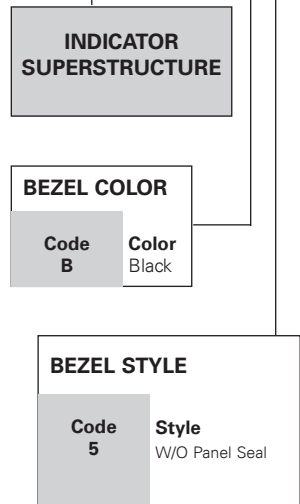 INDICATOR
SUPERSTRUCTURE
BEZEL COLOR
Code Color
B Black
BEZEL STYLE
Code Style
5 W/O Panel Seal